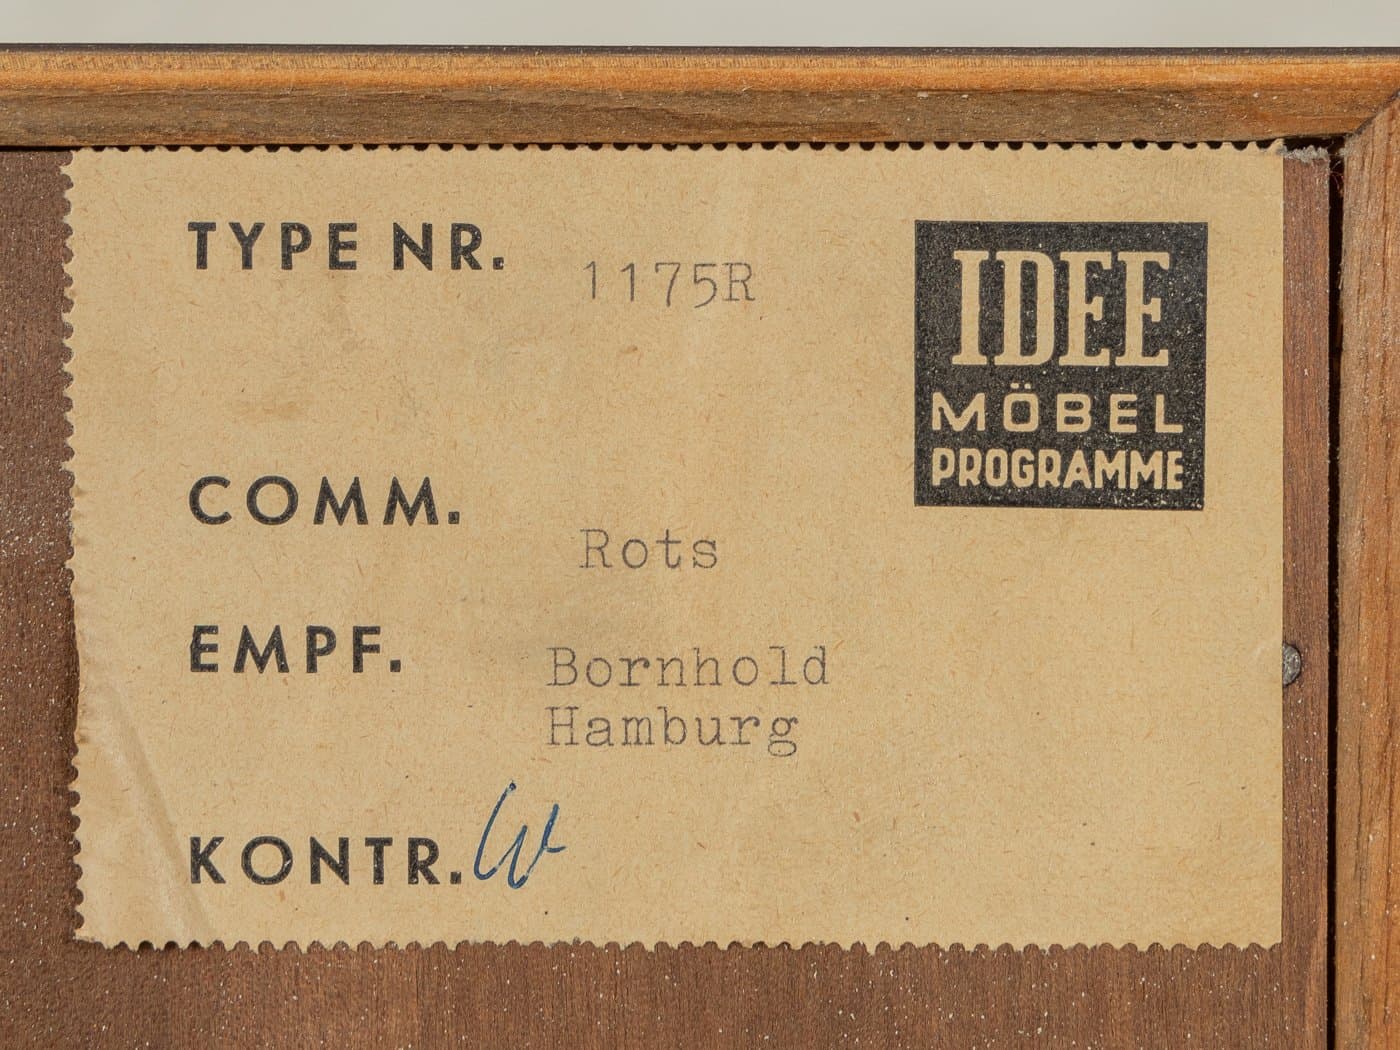 TYPE NR. 1175R
IDEE
MÖBEL
PROGRAMME
COMM. Rots
EMPF. Bornhold
Hamburg
KONTR.